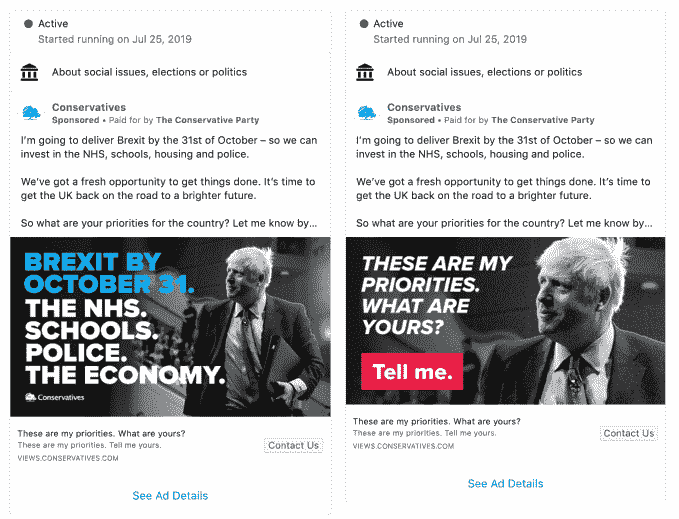 Active
Started running on Jul 25, 2019
About social issues, elections or politics
Conservatives
Sponsored • Paid for by The Conservative Party
I'm going to deliver Brexit by the 31st of October – so we can
invest in the NHS, schools, housing and police.
We've got a fresh opportunity to get things done. It's time to
get the UK back on the road to a brighter future.
So what are your priorities for the country? Let me know by...
BREXIT BY
OCTOBER 31.
THE NHS.
SCHOOLS.
POLICE.
THE ECONOMY.
Conservatives
These are my priorities. What are yours?
These are my priorities. Tell me yours.
VIEWS.CONSERVATIVES.COM
Contact Us
See Ad Details
Active
Started running on Jul 25, 2019
About social issues, elections or politics
Conservatives
Sponsored • Paid for by The Conservative Party
I'm going to deliver Brexit by the 31st of October – so we can
invest in the NHS, schools, housing and police.
We've got a fresh opportunity to get things done. It's time to
get the UK back on the road to a brighter future.
So what are your priorities for the country? Let me know by...
THESE ARE MY
PRIORITIES.
WHAT ARE
YOURS?
Tell me.
These are my priorities. What are yours?
These are my priorities. Tell me yours.
VIEWS.CONSERVATIVES.COM
Contact Us
See Ad Details